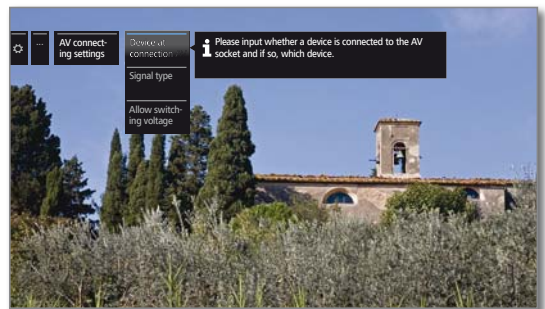 ...
AV connect-
ing settings
Device at
connection
Please input whether a device is connected to the AV
socket and if so, which device.
Signal type
Allow switch-
ing voltage